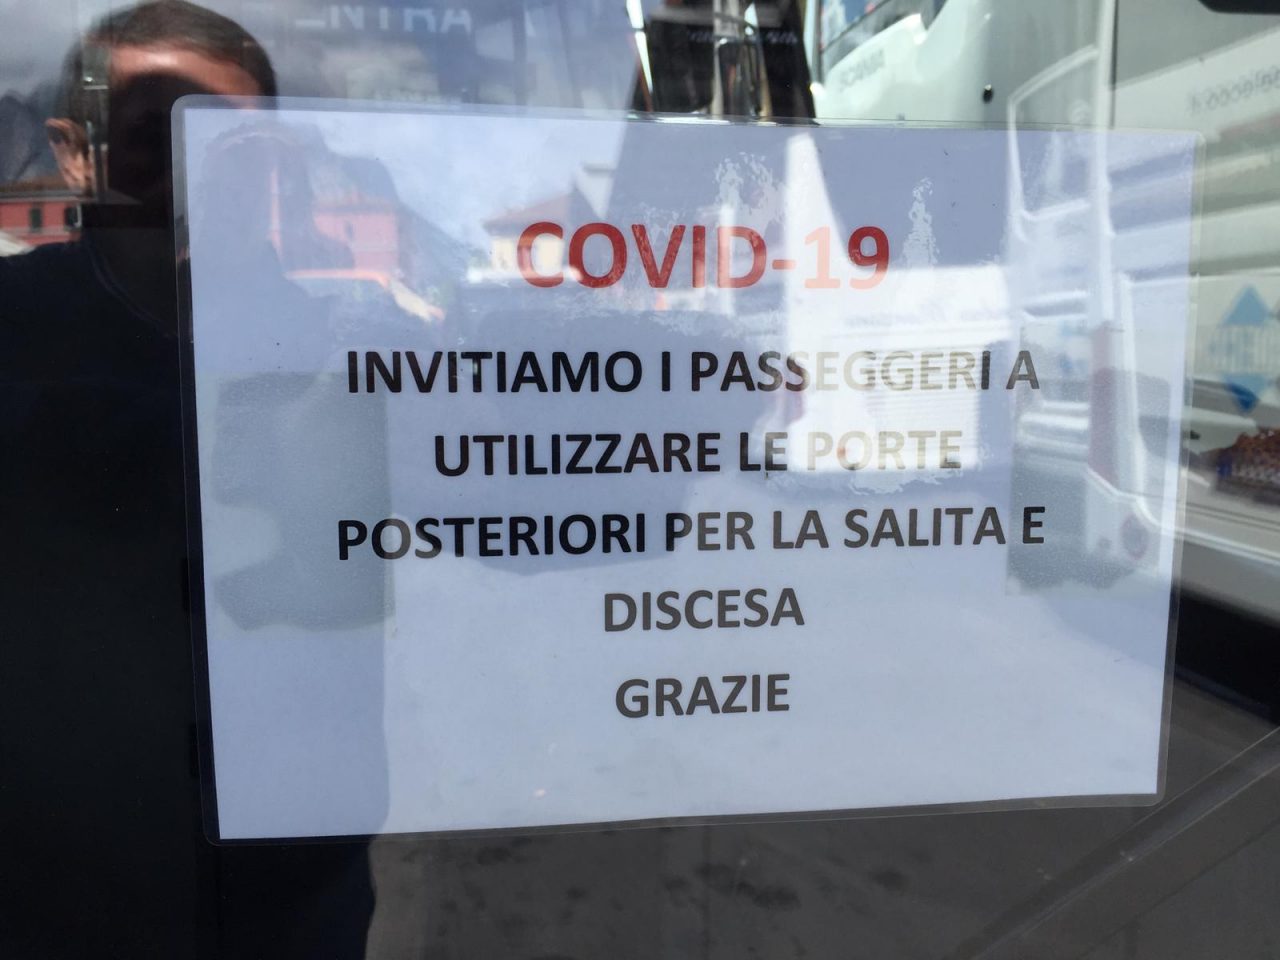 COVID-19
INVITIAMO I PASSEGGERI A
UTILIZZARE LE PORTE
POSTERIORI PER LA SALITA E
DISCESA
GRAZIE